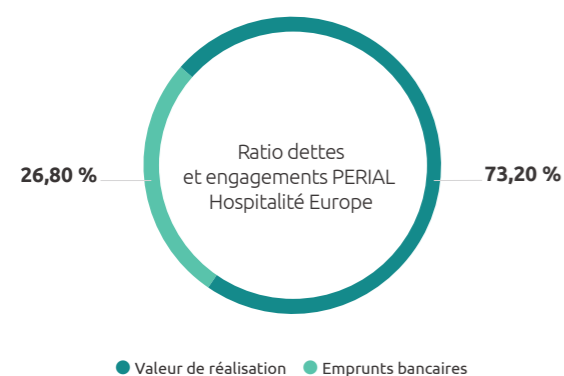 Ratio dettes
et engagements PERIAL
Hospitalité Europe
26,80 %
73,20 %
Valeur de réalisation
Emprunts bancaires